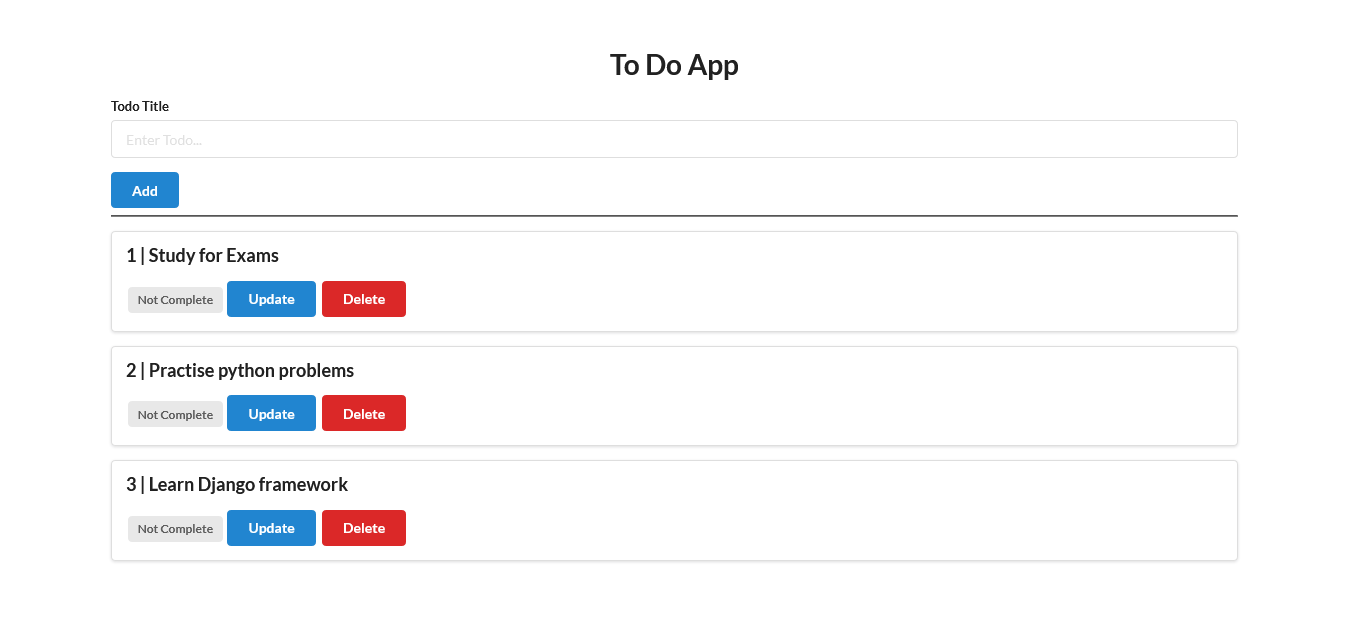 To Do App
Todo Title
Enter Todo...
Add
1 | Study for Exams
Not Complete Update Delete
2 | Practise python problems
Not Complete Update Delete
3 | Learn Django framework
Not Complete Update Delete